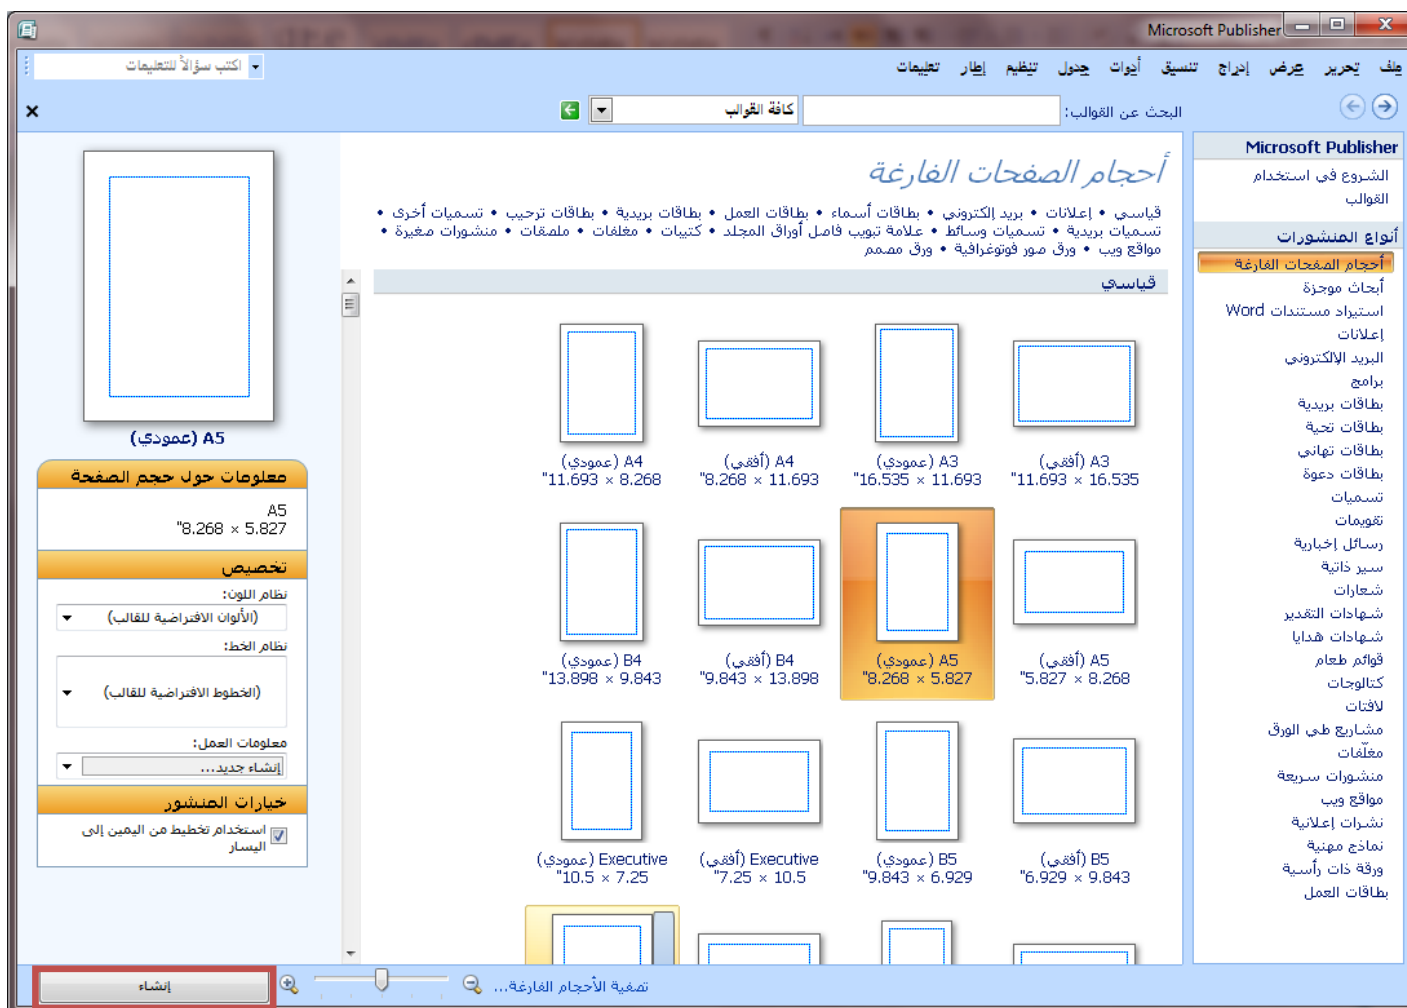 Microsoft Publisher
ملف تحرير عرض إدراج تنسيق أدوات جدول تنظيم إطار تعليمات
اكتب سؤالاً للتعليمات
البحث عن القوالب:
كافة القوالب
Microsoft Publisher
الشروع في استخدام
القوالب
أنواع المنشورات
أحجام الصفحات الفارغة
أبحاث موجزة
استيراد مستندات Word
إعلانات
البريد الإلكتروني
برامج
بطاقات بريدية
بطاقات تحية
بطاقات تهاني
بطاقات دعوة
تسميات
تقويمات
رسائل إخبارية
سير ذاتية
شعارات
شهادات التقدير
شهادات هدايا
قوائم طعام
كتالوجات
لافتات
مشاريع طي الورق
مغلّفات
منشورات سريعة
مواقع ويب
نشرات إعلانية
نماذج مهنية
ورقة ذات رأسية
بطاقات العمل
أحجام الصفحات الفارغة
قياسي • إعلانات • بريد إلكتروني • بطاقات أسماء • بطاقات العمل • بطاقات بريدية • بطاقات ترحيب • تسميات أخرى •
تسميات بريدية • تسميات وسائط • علامة تبويب فاصل أوراق المجلد • كتيبات • مغلفات • ملصقات • منشورات صغيرة •
مواقع ويب • ورق صور فوتوغرافية • ورق مصمم
قياسي
A3 (أفقي)
11.693 × 16.535"
A3 (عمودي)
16.535 × 11.693"
A4 (أفقي)
8.268 × 11.693"
A4 (عمودي)
11.693 × 8.268"
A5 (أفقي)
5.827 × 8.268"
A5 (عمودي)
8.268 × 5.827"
B4 (أفقي)
9.843 × 13.898"
B4 (عمودي)
13.898 × 9.843"
B5 (أفقي)
6.929 × 9.843"
B5 (عمودي)
9.843 × 6.929"
Executive (أفقي)
7.25 × 10.5"
Executive (عمودي)
10.5 × 7.25"
A5 (عمودي)
معلومات حول حجم الصفحة
A5
8.268 × 5.827"
تخصيص
نظام اللون:
(الألوان الافتراضية للقالب)
نظام الخط:
(الخطوط الافتراضية للقالب)
معلومات العمل:
إنشاء جديد...
خيارات المنشور
استخدام تخطيط من اليمين إلى
اليسار
تصفية الأحجام الفارغة...
إنشاء